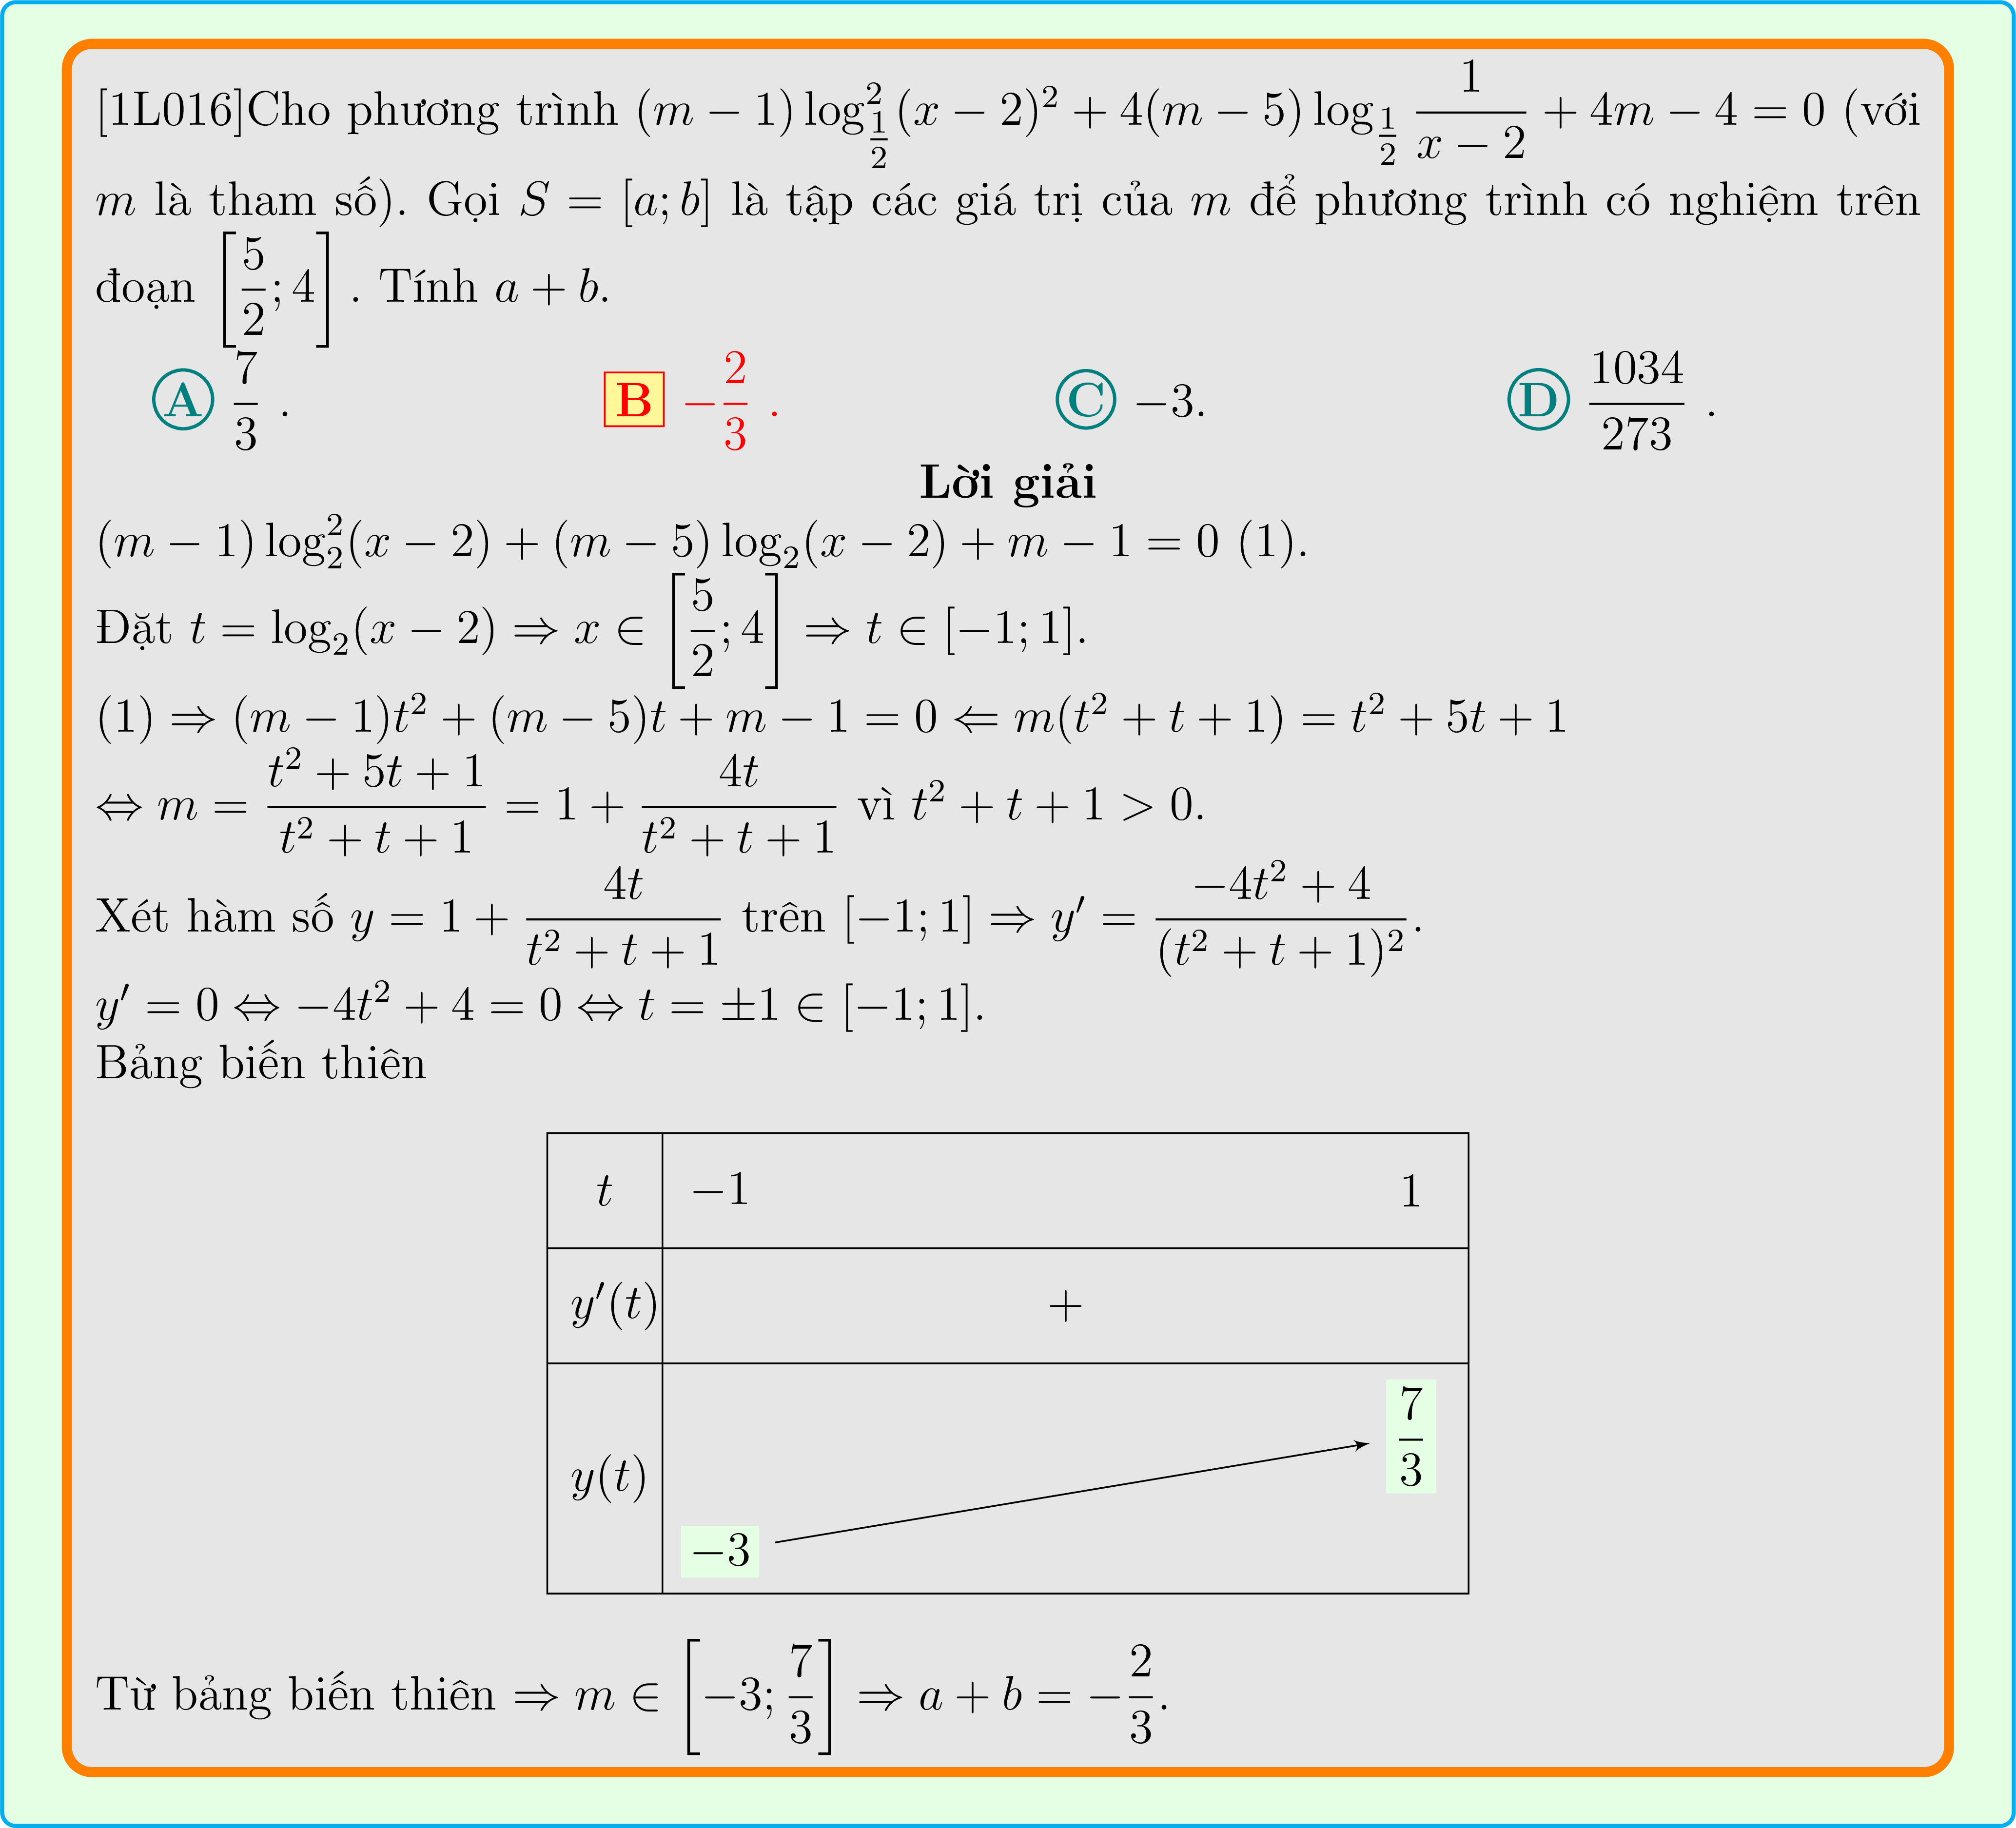 [1L016]Cho phương trình $(m-1)\log^2_{\frac{1}{2}}(x-2)^2+4(m-5)\log_{\frac{1}{2}}\frac{1}{x-2}+4m-4=0$ (với
m là tham số). Gọi $S=[a;b]$ là tập các giá trị của m để phương trình có nghiệm trên
đoạn $\left[\frac{5}{2};4\right]$. Tính $a+b$.
A $\frac{7}{3}$ . B $-\frac{2}{3}$ . C $-3$. D $\frac{1034}{273}$ .
Lời giải
$(m-1)\log_2^2(x-2)+(m-5)\log_2(x-2)+m-1=0$ (1).
Đặt $t=\log_2(x-2)\Rightarrow x\in\left[\frac{5}{2};4\right]\Rightarrow t\in[-1;1]$.
(1) $\Rightarrow (m-1)t^2+(m-5)t+m-1=0\Leftarrow m(t^2+t+1)=t^2+5t+1$
$\Leftrightarrow m=\frac{t^2+5t+1}{t^2+t+1}=1+\frac{4t}{t^2+t+1}$ vì $t^2+t+1>0$.
Xét hàm số $y=1+\frac{4t}{t^2+t+1}$ trên $[-1;1]\Rightarrow y'=\frac{-4t^2+4}{(t^2+t+1)^2}$.
$y'=0\Leftrightarrow -4t^2+4=0\Leftrightarrow t=\pm1\in[-1;1]$.
Bảng biến thiên
$t$ $-1$ $1$
$y'(t)$ $+$
$y(t)$ $-3$ $\frac{7}{3}$
Từ bảng biến thiên $\Rightarrow m\in\left[-3;\frac{7}{3}\right]\Rightarrow a+b=-\frac{2}{3}$.